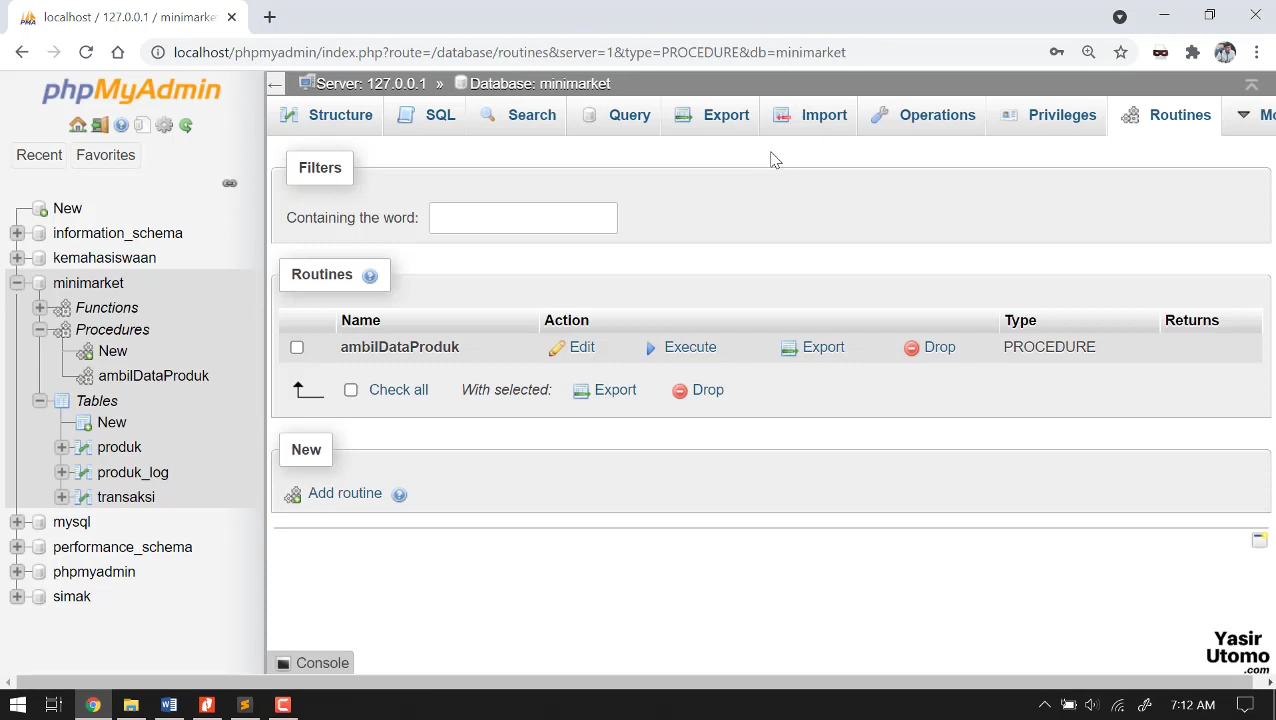 localhost / 127.0.0.1 / minimarke
localhost/phpmyadmin/index.php?route=/database/routines&server=1&type=PROCEDURE&db=minimarket
phpMyAdmin
Recent
Favorites
New
information_schema
kemahasiswaan
minimarket
Functions
Procedures
New
ambilDataProduk
Tables
New
produk
produk_log
transaksi
mysql
performance_schema
phpmyadmin
simak
Server: 127.0.0.1 » Database: minimarket
Structure SQL Search Query Export Import Operations Privileges Routines Mo
Filters
Containing the word:
Routines
Name Action Type Returns
ambilDataProduk Edit Execute Export Drop PROCEDURE
Check all With selected: Export Drop
New
Add routine
Console
Yasir
Utomo
.com
7:12 AM